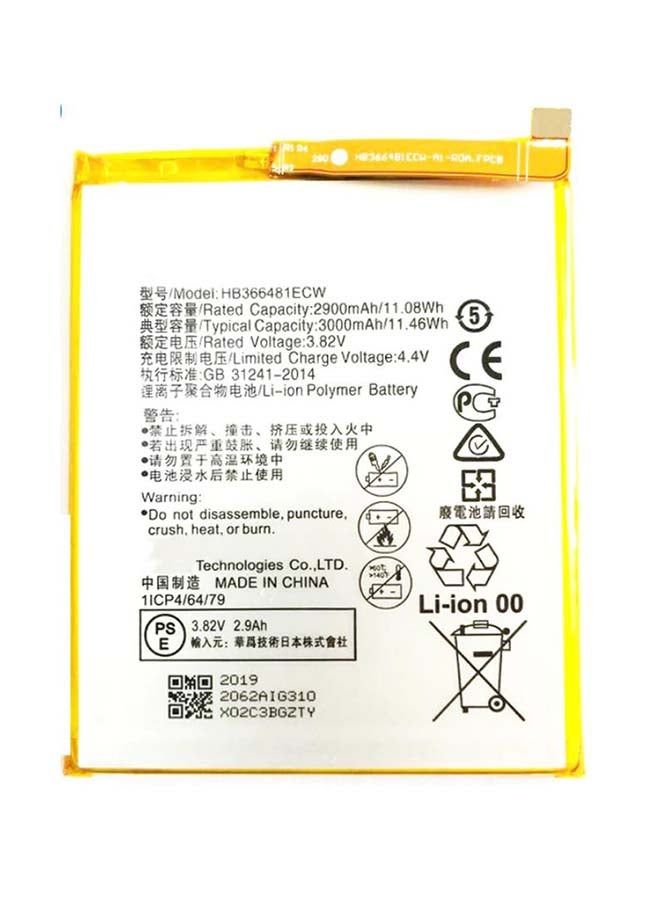 HB366481ECW-A1-ROA.FPCB
型号/Model:HB366481ECW
额定容量/Rated Capacity:2900mAh/11.08Wh
典型容量/Typical Capacity:3000mAh/11.46Wh
额定电压/Rated Voltage:3.82V
充电限制电压/Limited Charge Voltage:4.4V
执行标准:GB 31241-2014
锂离子聚合物电池/Li-ion Polymer Battery
5
CE
警告:
•禁止拆解、撞击、挤压或投入火中
•若出现严重鼓胀、请勿继续使用
•请勿置于高温环境中
•电池浸水后禁止使用
廢電池請回收
Warning:
•Do not disassemble, puncture,
crush, heat, or burn.
>60℃
>140℉
Technologies Co.,LTD.
中国制造 MADE IN CHINA
1ICP4/64/79
Li-ion 00
PS
E
3.82V 2.9Ah
輸入元: 華爲技術日本株式會社
2019
2062AIG310
X02C3BGZTY